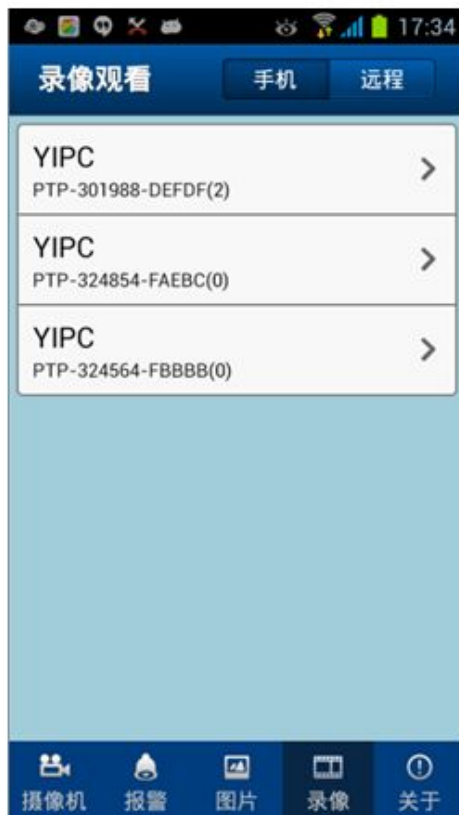 17:34
录像观看 手机 远程
YIPC
PTP-301988-DEFDF(2)
YIPC
PTP-324854-FAEBC(0)
YIPC
PTP-324564-FBBBB(0)
摄像机 报警 图片 录像 关于